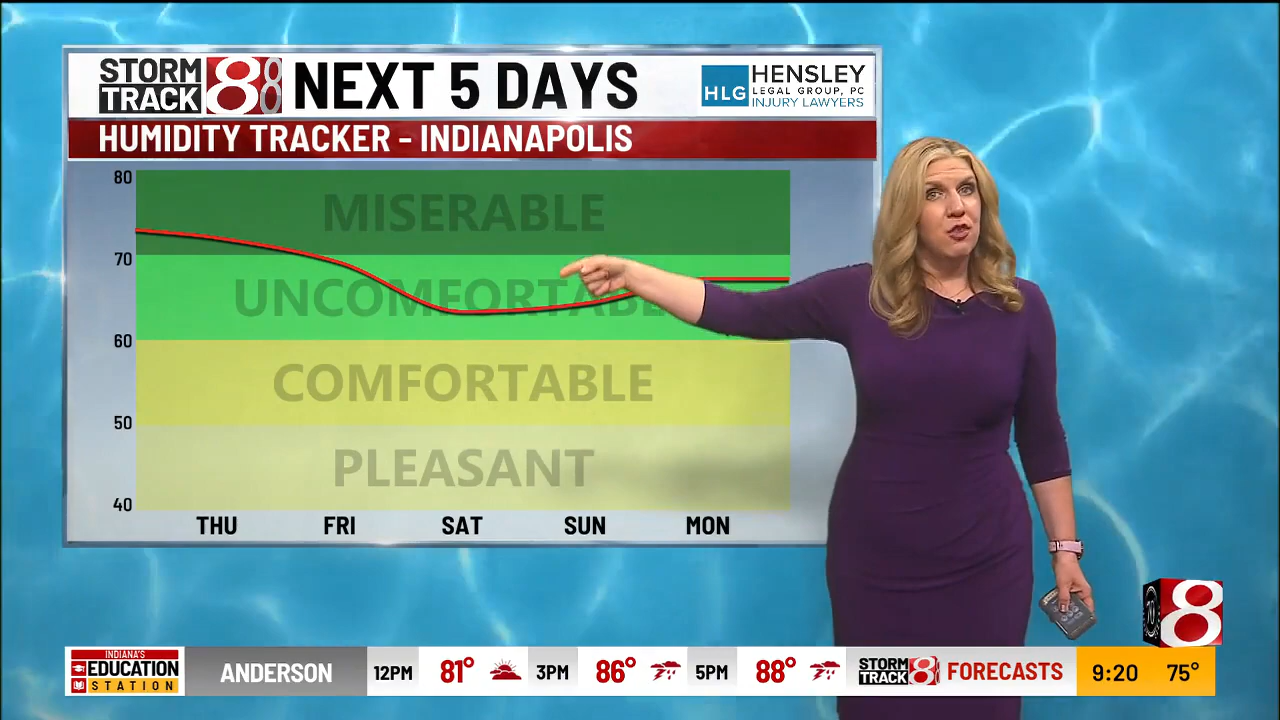 STORM TRACK 8 NEXT 5 DAYS
HLG HENSLEY
LEGAL GROUP, PC
INJURY LAWYERS
HUMIDITY TRACKER - INDIANAPOLIS
80
MISERABLE
70
UNCOMFORTABL
60
COMFORTABLE
50
PLEASANT
40
THU FRI SAT SUN MON
8
INDIANA'S
EDUCATION
STATION
ANDERSON 12PM 81° 3PM 86° 5PM 88° STORM TRACK 8 FORECASTS 9:20 75°